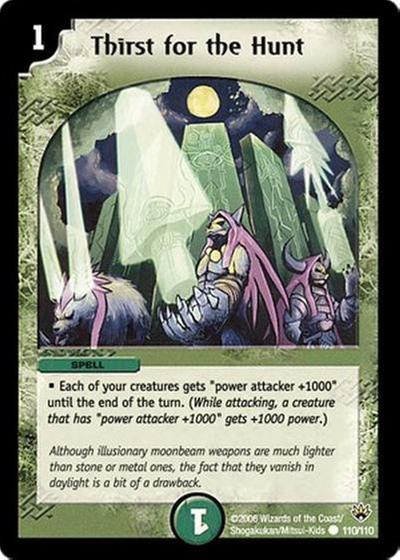 1 Thirst for the Hunt
SPELL
▪ Each of your creatures gets "power attacker +1000"
until the end of the turn. (While attacking, a creature
that has "power attacker +1000" gets +1000 power.)
Although illusionary moonbeam weapons are much lighter
than stone or metal ones, the fact that they vanish in
daylight is a bit of a drawback.
1
©2006 Wizards of the Coast/
Shogakukan/Mitsui-Kids ● 110/110